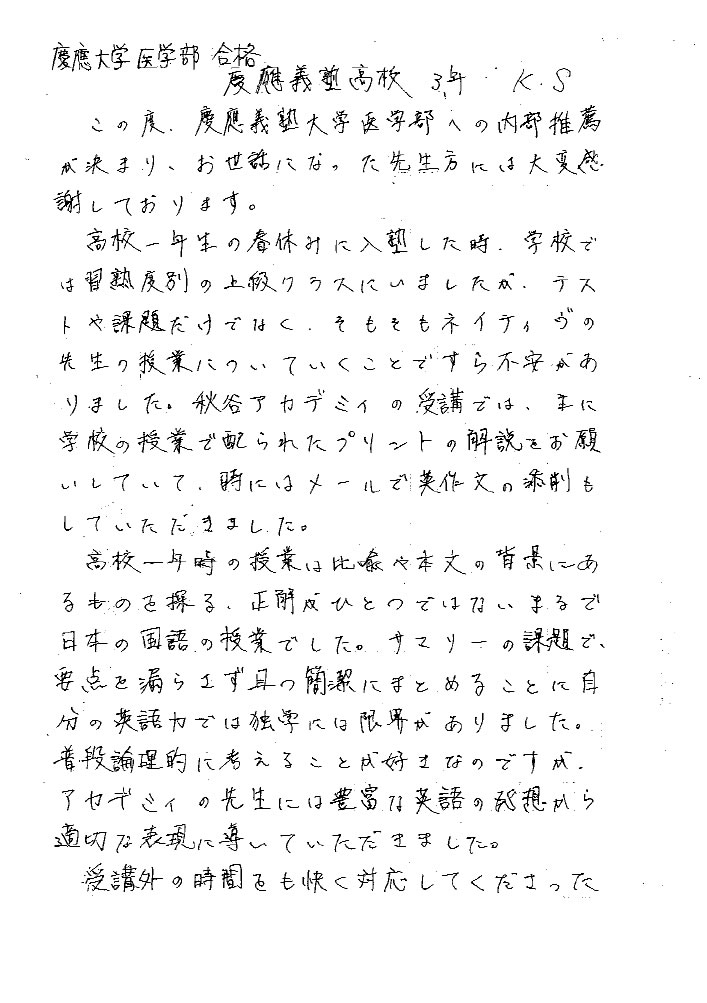 慶應大学医学部 合格
慶應義塾高校 3年 K.S
この度、慶應義塾大学医学部への内部推薦
が決まり、お世話になった先生方には大変感
謝しております。
高校一年生の春休みに入塾した時、学校で
は習熟度別の上級クラスにいましたが、テス
トや課題だけでなく、そもそもネイティヴの
先生の授業についていくことですら不安があ
りました。秋谷アカデミィの受講では、主に
学校の授業で配られたプリントの解説をお願
いしていて、時にはメールで英作文の添削も
していただきました。
高校一年時の授業は比喩や本文の背景にあ
るものを探る、正解がひとつではないまるで
日本の国語の授業でした。サマリーの課題で、
要点を漏らさず且つ簡潔にまとめることに自
分の英語力では独学には限界がありました。
普段論理的に考えることが好きなのですが、
アカデミィの先生には豊富な英語の発想から
適切な表現に導いていただきました。
受講外の時間をも快く対応してくださった